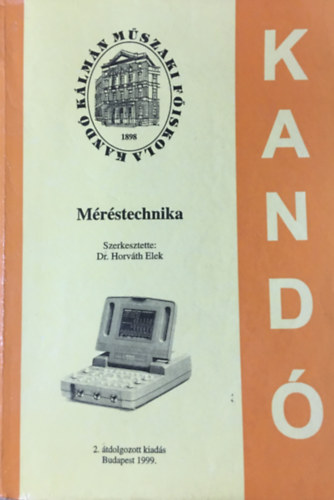 KANDÓ KÁLMÁN MŰSZAKI FŐISKOLA
1898
Méréstechnika
Szerkesztette:
Dr. Horváth Elek
2. átdolgozott kiadás
Budapest 1999.
KANDÓ